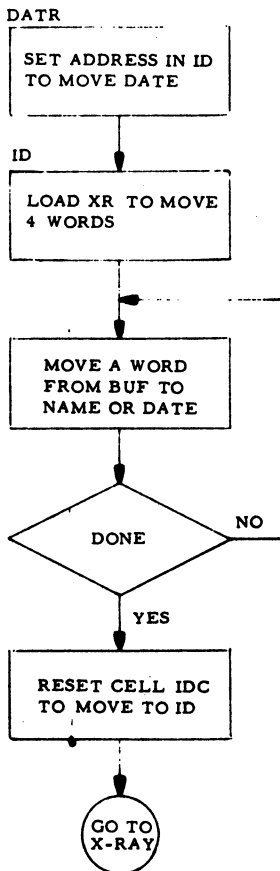 DATR
SET ADDRESS IN ID
TO MOVE DATE
ID
LOAD XR TO MOVE
4 WORDS
MOVE A WORD
FROM BUF TO
NAME OR DATE
DONE
NO
YES
RESET CELL IDC
TO MOVE TO ID
GO TO
X-RAY